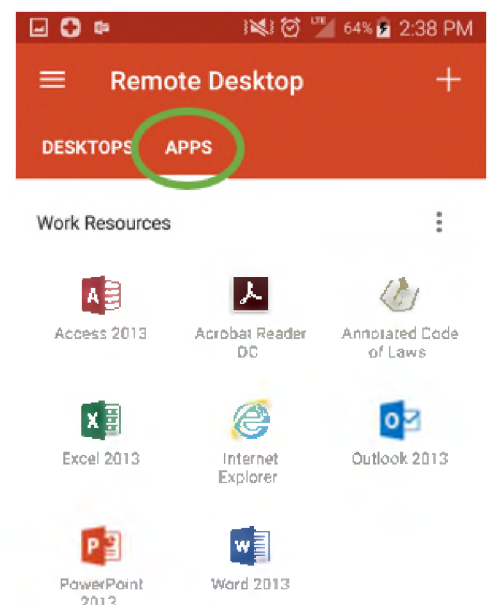 LTE 64% 2:38 PM
Remote Desktop
DESKTOPS APPS
Work Resources
Access 2013 Acrobat Reader Annotated Code
DC of Laws
Excel 2013 Internet Outlook 2013
Explorer
PowerPoint Word 2013
2013